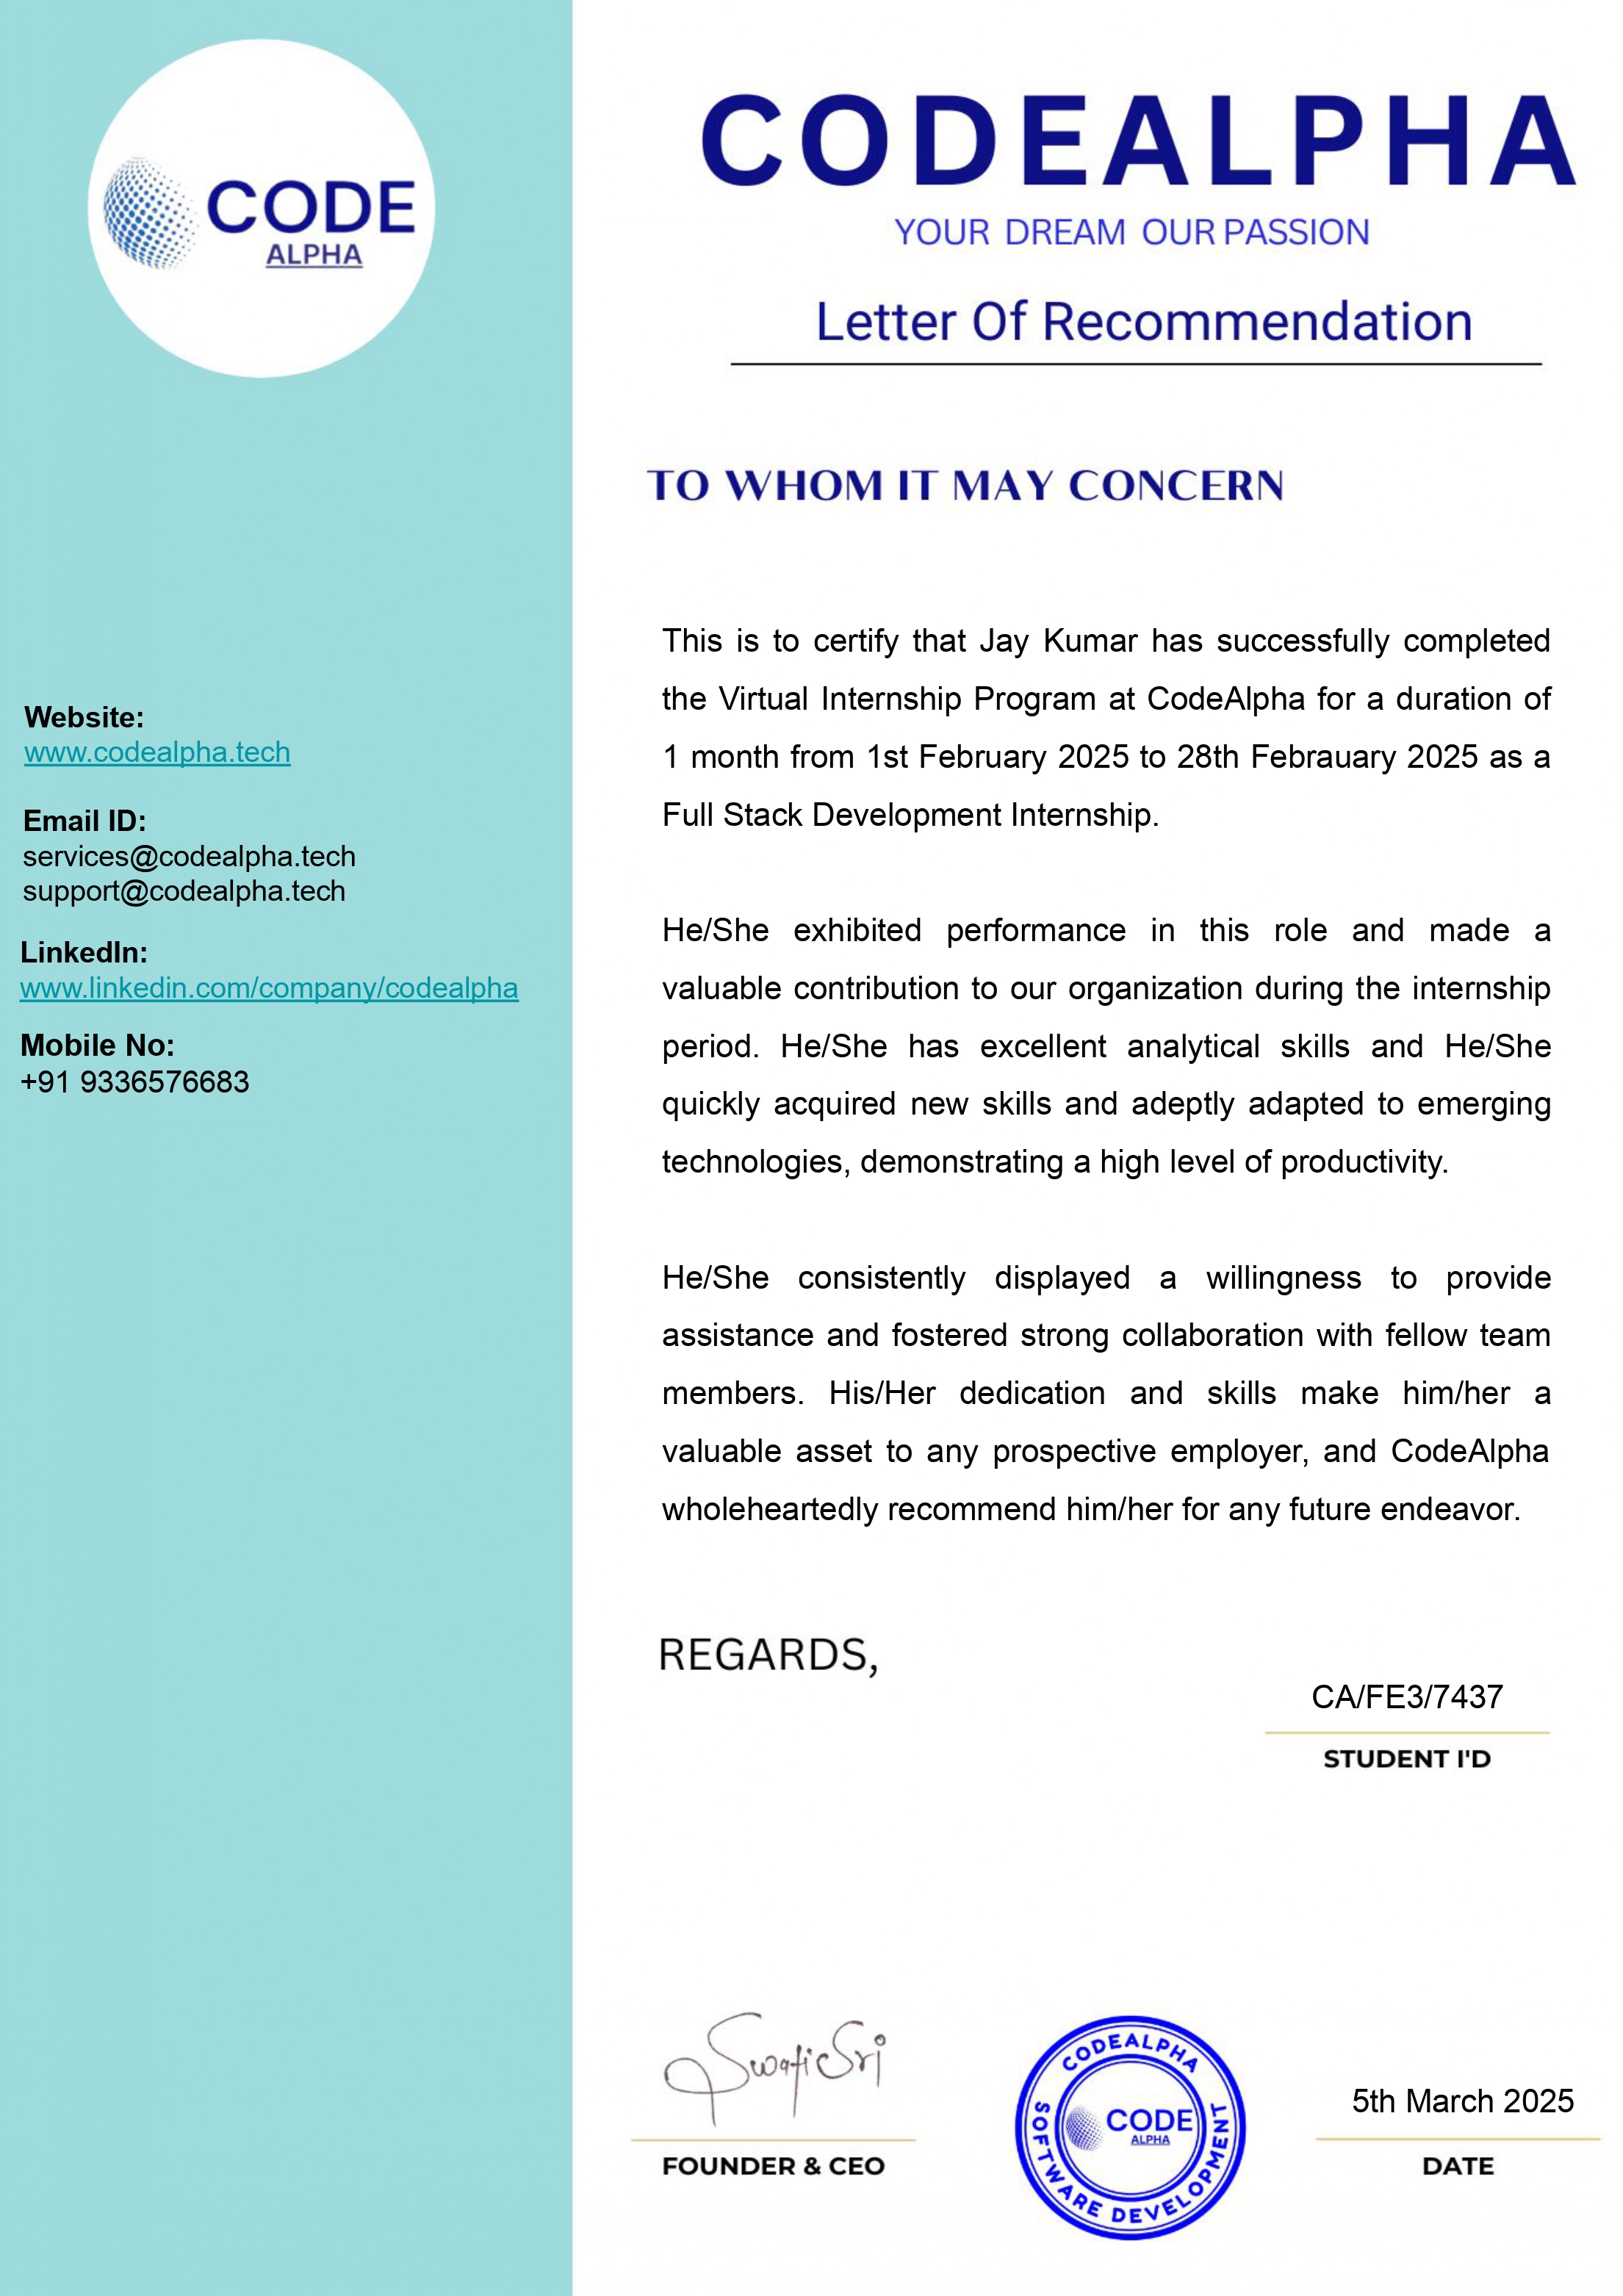 CODE
ALPHA
CODEALPHA
YOUR DREAM OUR PASSION
Letter Of Recommendation
TO WHOM IT MAY CONCERN
Website:
www.codealpha.tech
Email ID:
services@codealpha.tech
support@codealpha.tech
LinkedIn:
www.linkedin.com/company/codealpha
Mobile No:
+91 9336576683
This is to certify that Jay Kumar has successfully completed
the Virtual Internship Program at CodeAlpha for a duration of
1 month from 1st February 2025 to 28th Febrauary 2025 as a
Full Stack Development Internship.
He/She exhibited performance in this role and made a
valuable contribution to our organization during the internship
period. He/She has excellent analytical skills and He/She
quickly acquired new skills and adeptly adapted to emerging
technologies, demonstrating a high level of productivity.
He/She consistently displayed a willingness to provide
assistance and fostered strong collaboration with fellow team
members. His/Her dedication and skills make him/her a
valuable asset to any prospective employer, and CodeAlpha
wholeheartedly recommend him/her for any future endeavor.
REGARDS,
CA/FE3/7437
STUDENT I'D
Swati Sri
FOUNDER & CEO
CODEALPHA
CODE
ALPHA
SOFTWARE DEVELOPMENT
5th March 2025
DATE